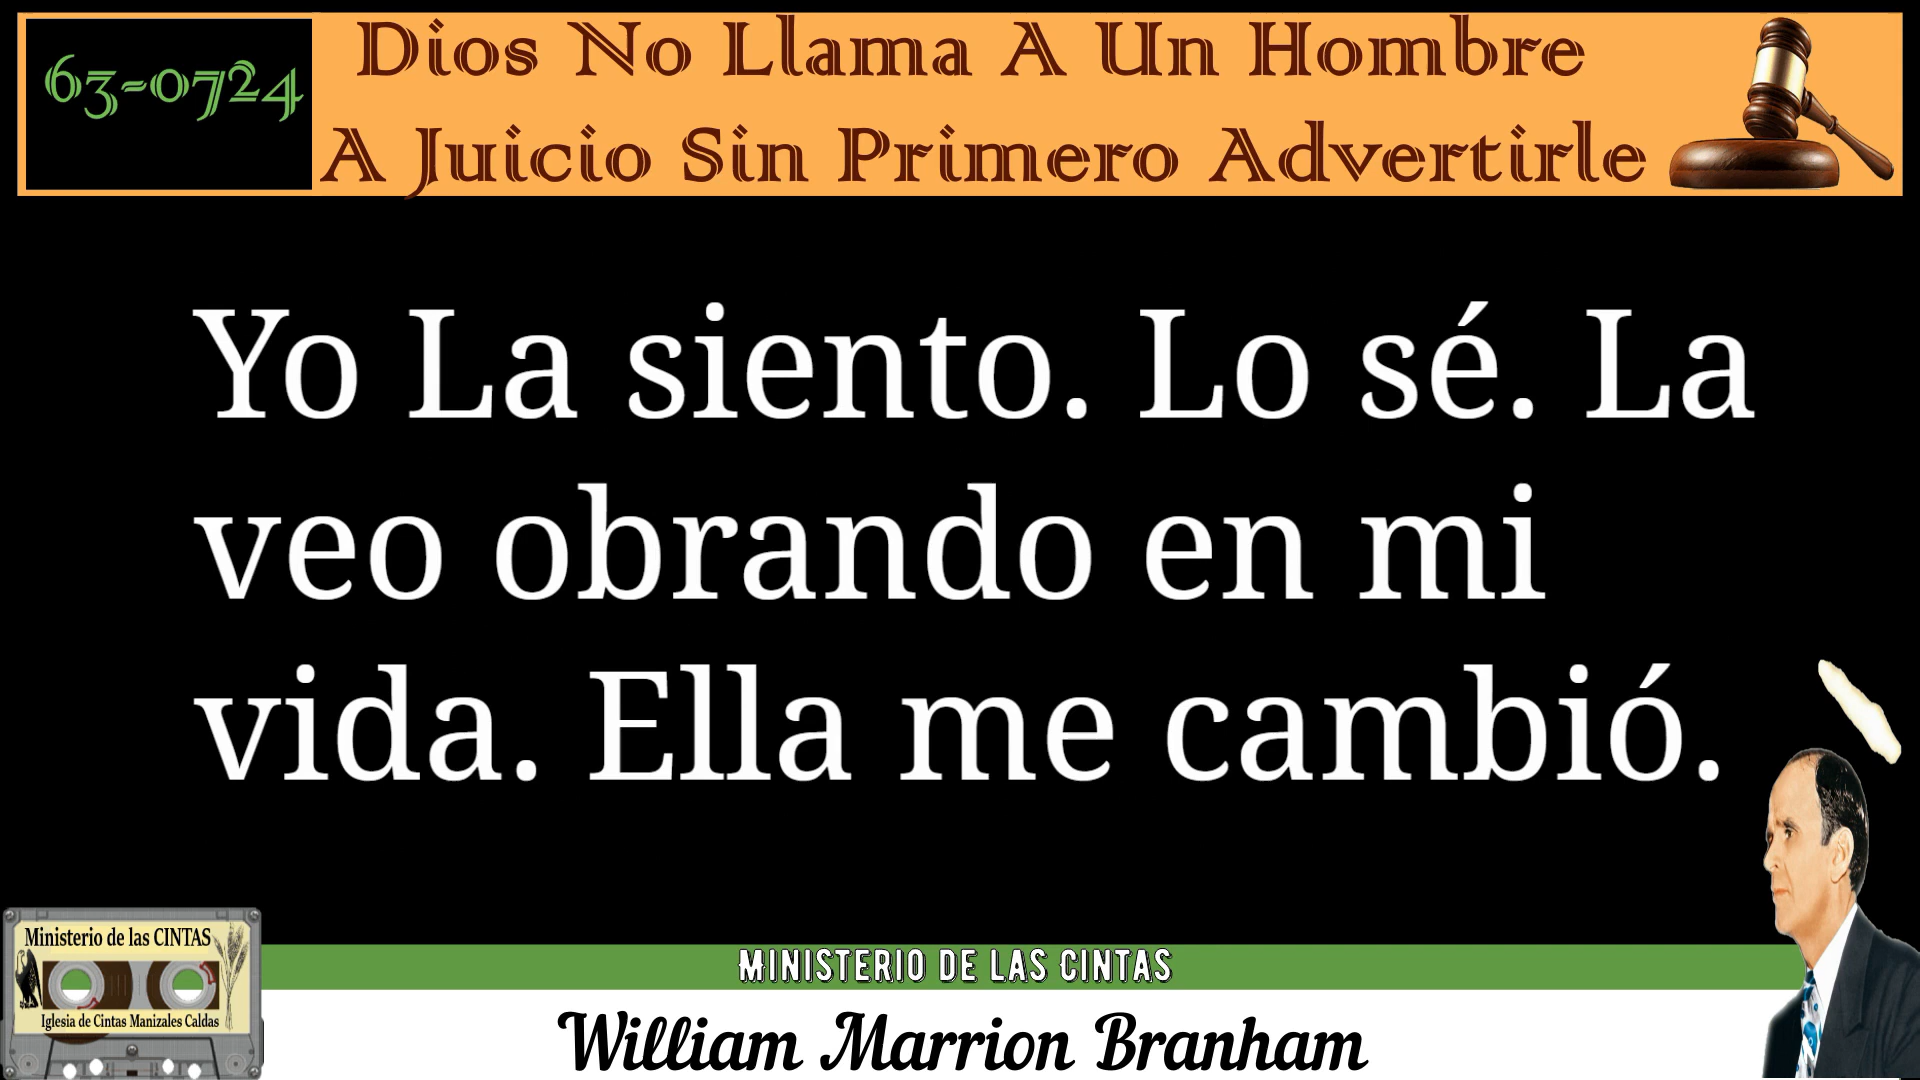 63-0724
Dios No Llama A Un Hombre
A Juicio Sin Primero Advertirle
Yo La siento. Lo sé. La
veo obrando en mi
vida. Ella me cambió.
Ministerio de las CINTAS
Iglesia de Cintas Manizales Caldas
MINISTERIO DE LAS CINTAS
William Marrion Branham